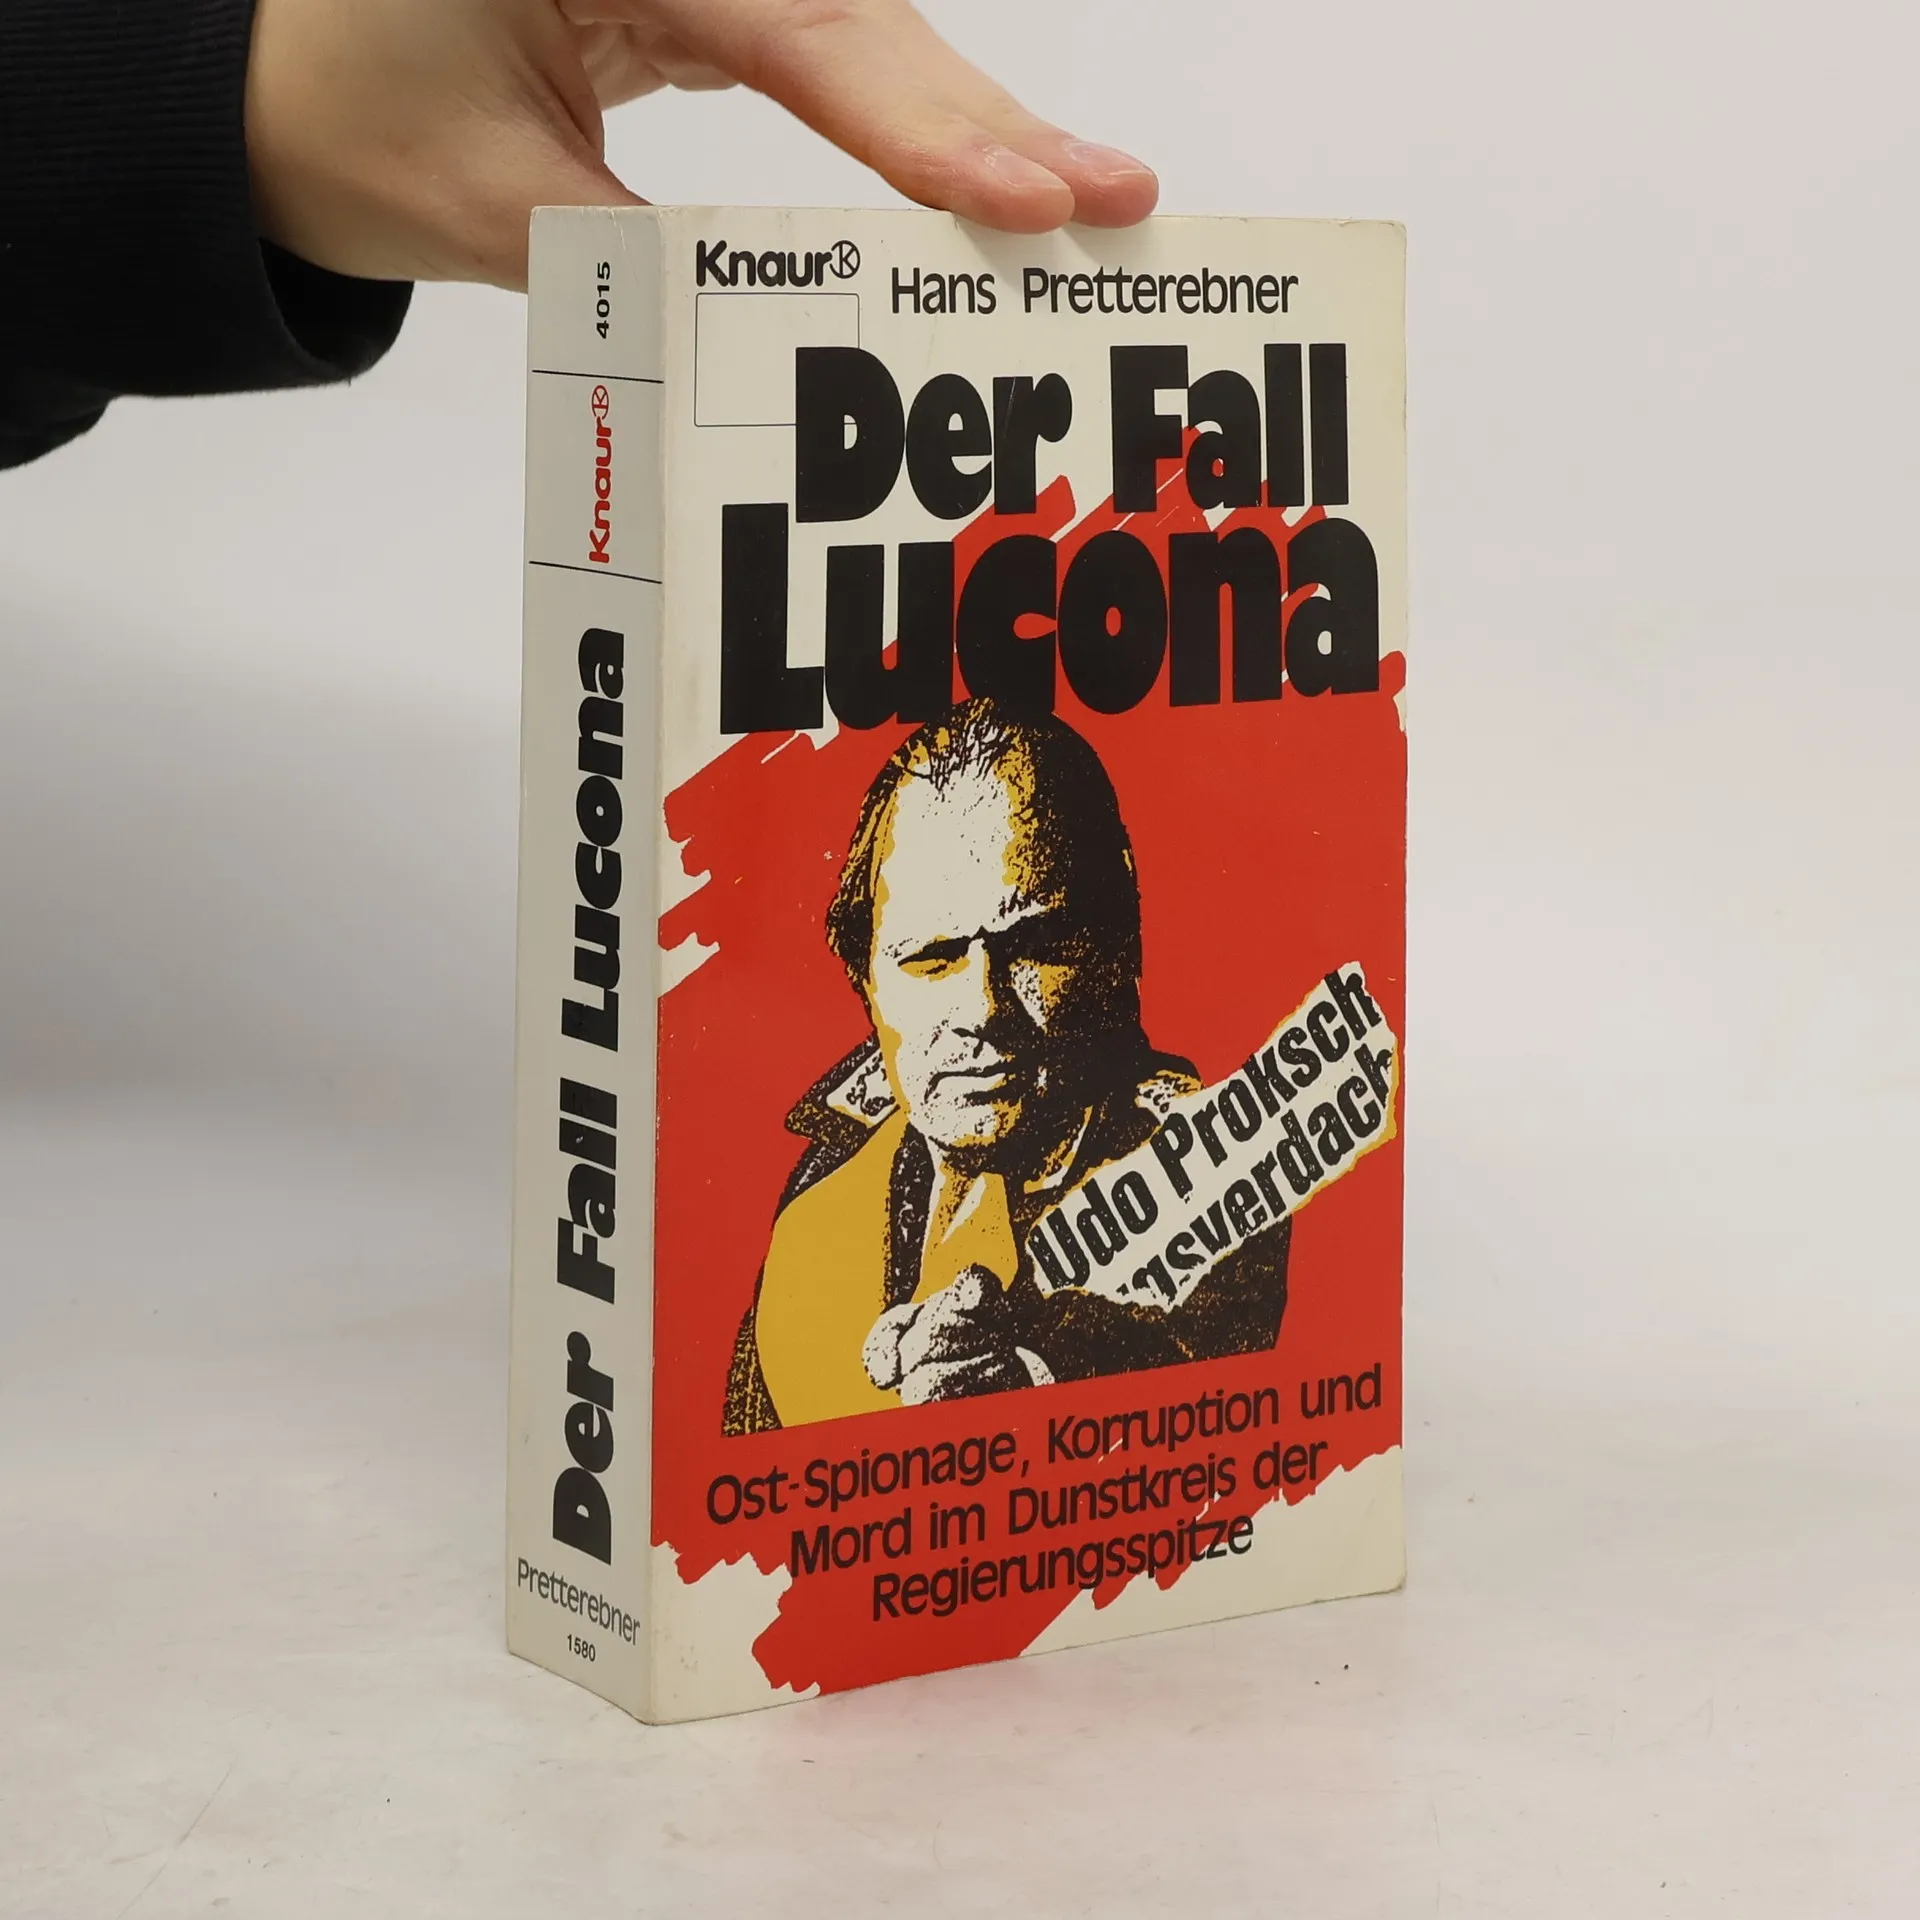 4015
Knaur
Der Fall Lucona
Pretterebner
1580
Knaur
Hans Pretterebner
Der Fall
Lucona
Udo Proksch
gsverdach
Ost-Spionage, Korruption und
Mord im Dunstkreis der
Regierungsspitze